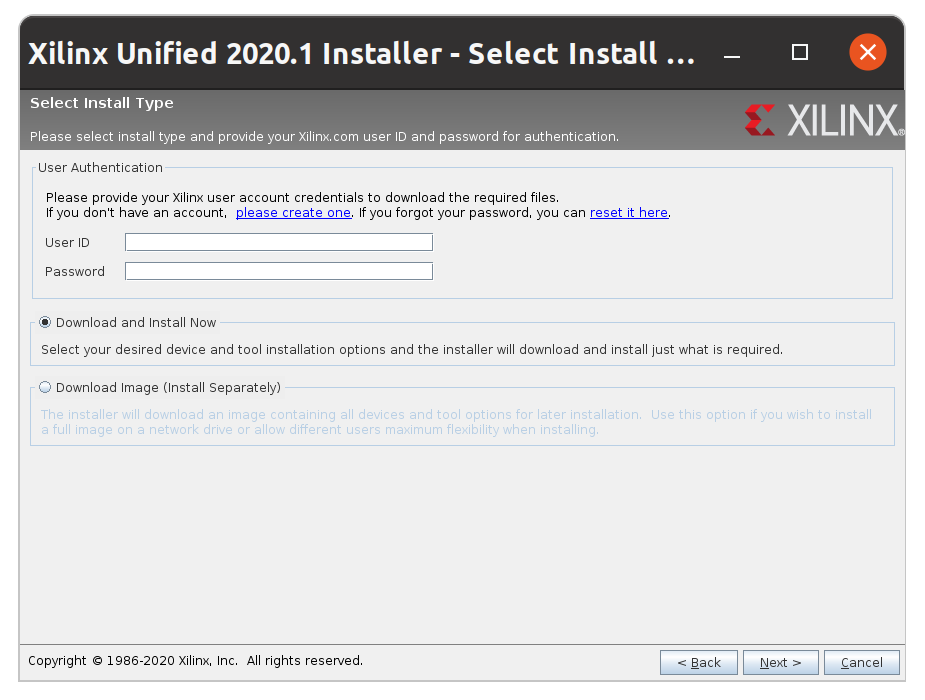 Xilinx Unified 2020.1 Installer - Select Install ...
Select Install Type
Please select install type and provide your Xilinx.com user ID and password for authentication.
XILINX®
User Authentication
Please provide your Xilinx user account credentials to download the required files.
If you don't have an account, please create one. If you forgot your password, you can reset it here.
User ID
Password
Download and Install Now
Select your desired device and tool installation options and the installer will download and install just what is required.
Download Image (Install Separately)
The installer will download an image containing all devices and tool options for later installation. Use this option if you wish to install
a full image on a network drive or allow different users maximum flexibility when installing.
Copyright © 1986-2020 Xilinx, Inc. All rights reserved.
< Back
Next >
Cancel